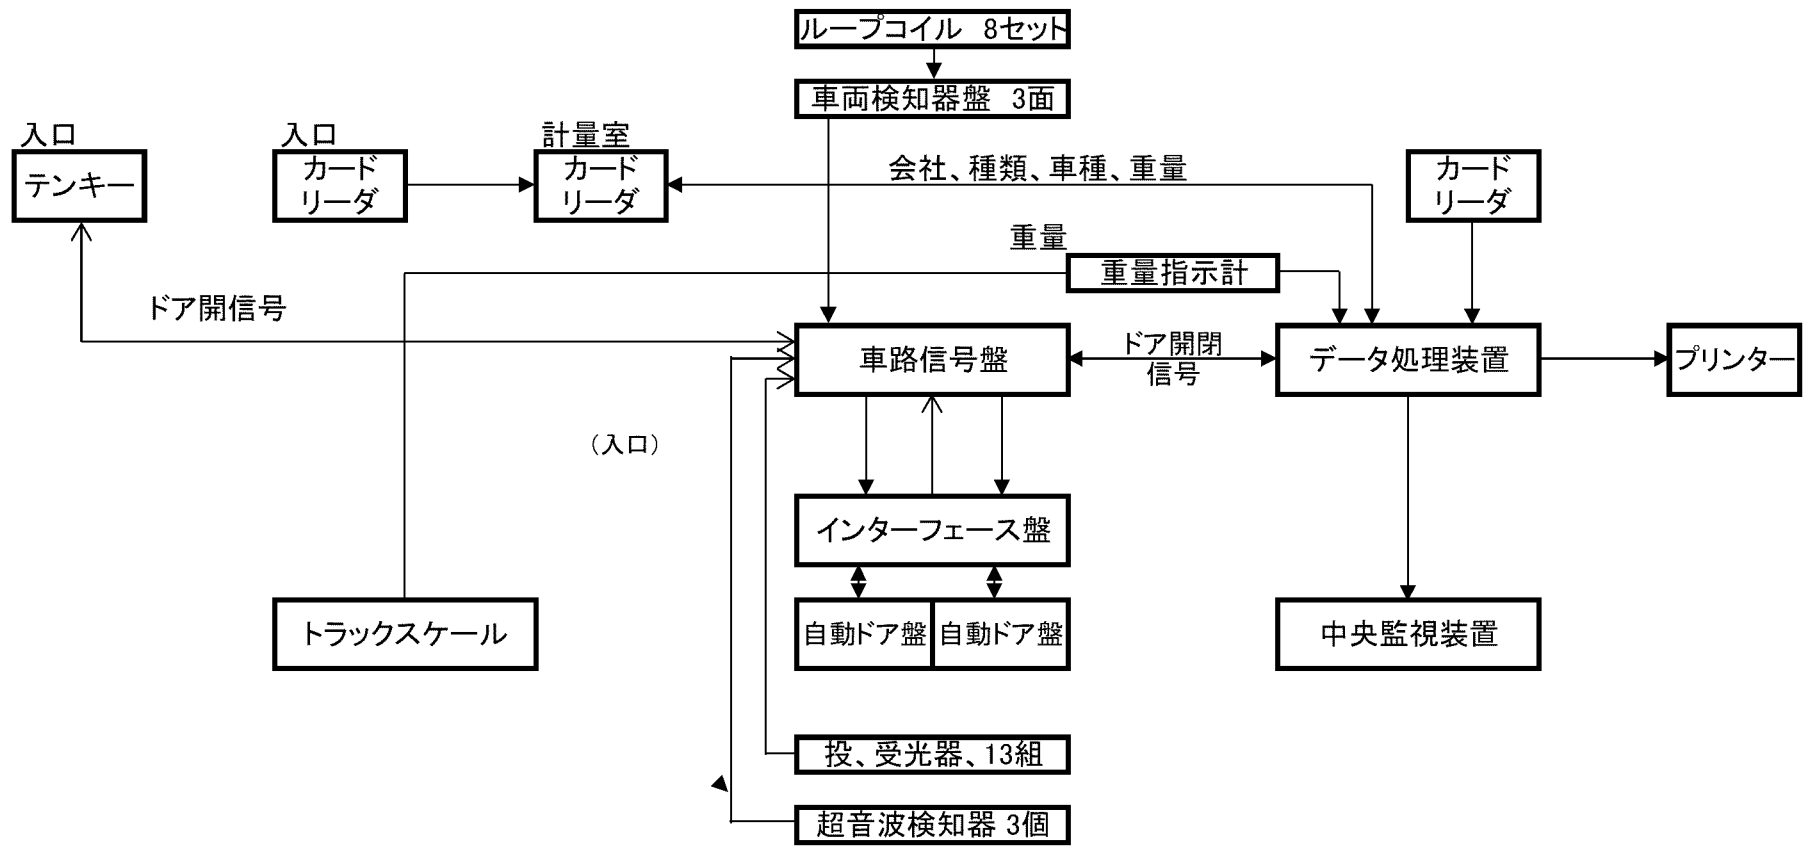 ループコイル 8セット
車両検知器盤 3面
入口
テンキー
入口
カード
リーダ
計量室
カード
リーダ
会社、種類、車種、重量
カード
リーダ
重量
重量指示計
ドア開信号
車路信号盤
ドア開閉
信号
データ処理装置
プリンター
（入口）
インターフェース盤
自動ドア盤
自動ドア盤
トラックスケール
中央監視装置
投、受光器、13組
超音波検知器 3個